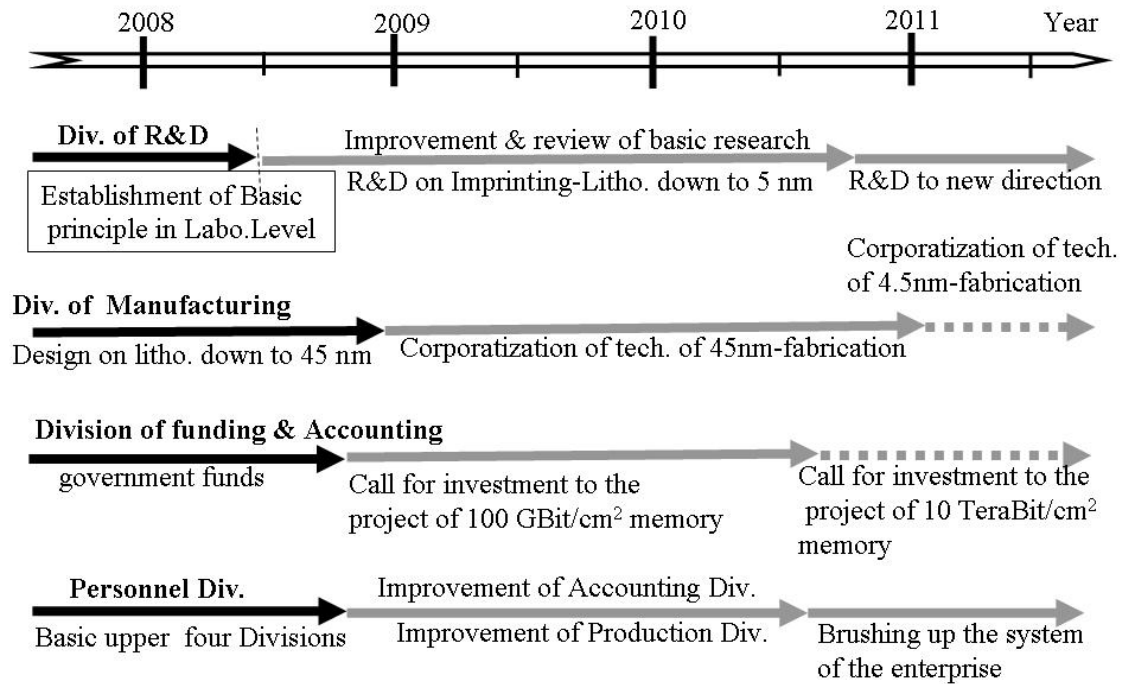 2008 2009 2010 2011 Year
Div. of R&D
Improvement & review of basic research
Establishment of Basic
principle in Labo.Level
R&D on Imprinting-Litho. down to 5 nm
R&D to new direction
Corporatization of tech.
of 4.5nm-fabrication
Div. of Manufacturing
Design on litho. down to 45 nm
Corporatization of tech. of 45nm-fabrication
Division of funding & Accounting
government funds
Call for investment to the
project of 100 GBit/cm² memory
Call for investment to the
project of 10 TeraBit/cm²
memory
Personnel Div.
Basic upper four Divisions
Improvement of Accounting Div.
Improvement of Production Div.
Brushing up the system
of the enterprise